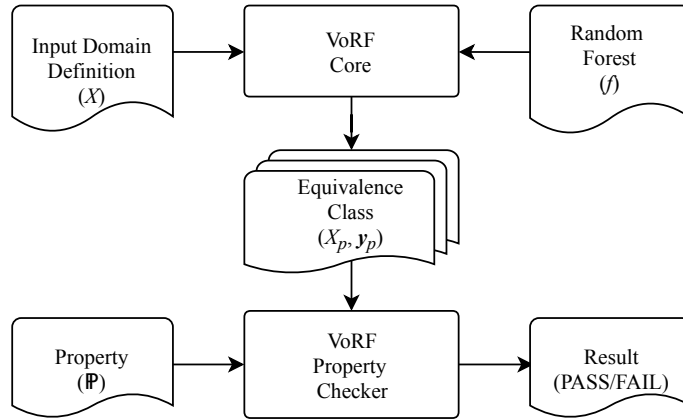 Input Domain
Definition
(X)
VoRF
Core
Random
Forest
(f)
Equivalence
Class
(Xₚ, yₚ)
Property
(ℙ)
VoRF
Property
Checker
Result
(PASS/FAIL)